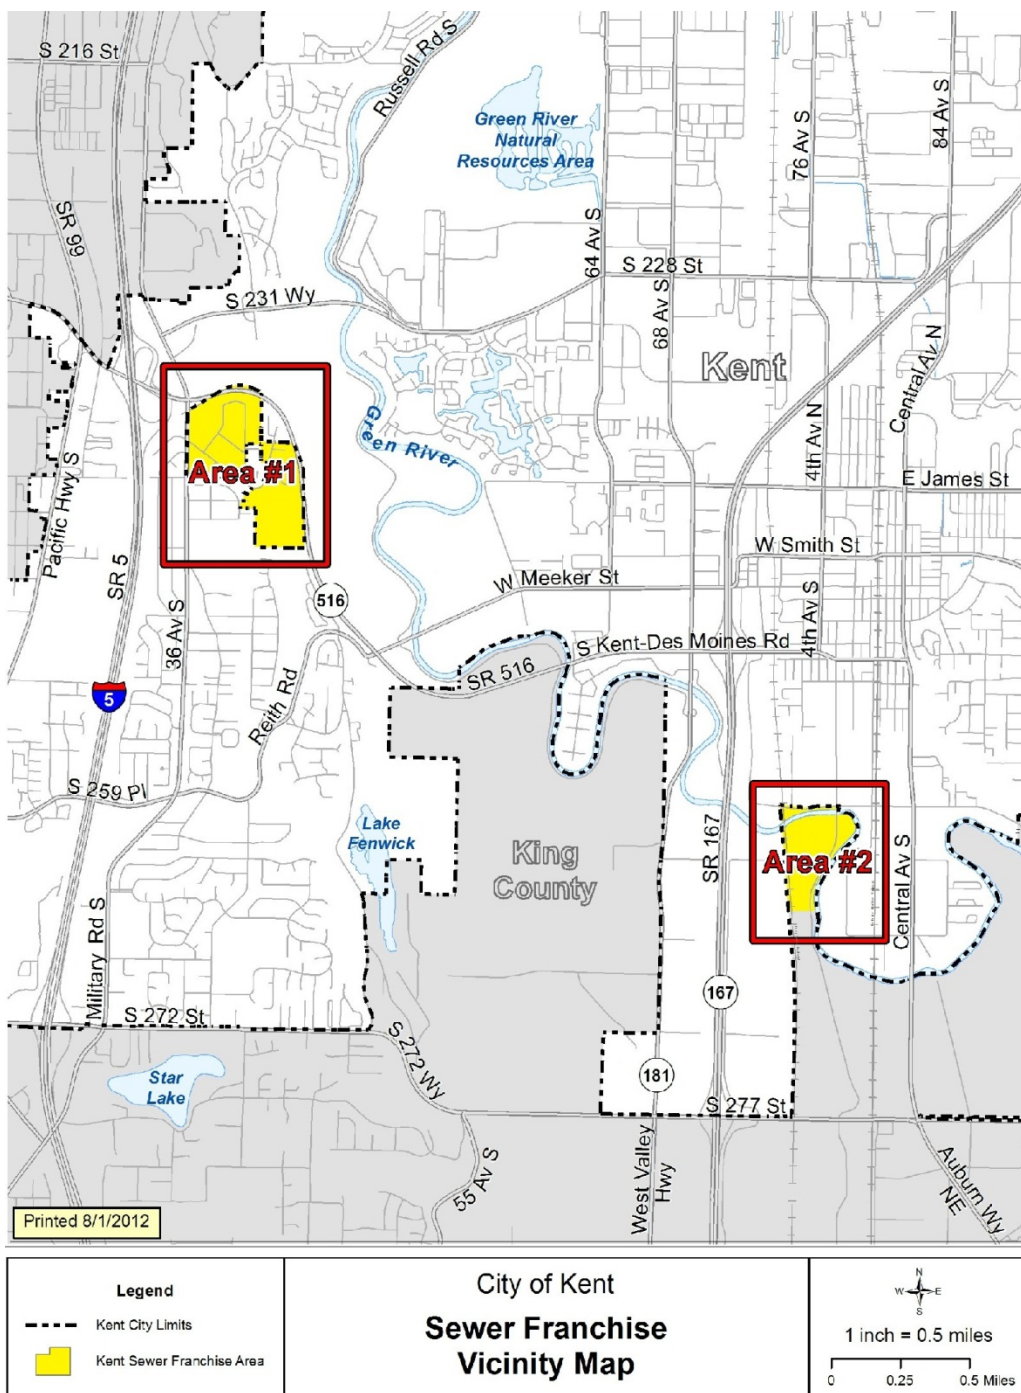 S 216 St
Russell Rd S
Green River
Natural
Resources Area
76 Av S
84 Av S
SR 99
64 Av S
S 228 St
S 231 Wy
68 Av S
Kent
Central Av N
Green River
4th Av N
Area #1
Pacific Hwy S
E James St
SR 5
W Smith St
W Meeker St
516
36 Av S
4th Av S
S Kent-Des Moines Rd
SR 516
5
Reith Rd
S 259 Pl
Lake
Fenwick
King
County
SR 167
Area #2
Central Av S
Military Rd S
167
S 272 St
S 272 Wy
Star
Lake
181
S 277 St
55 Av S
West Valley
Hwy
Auburn Wy
NE
Printed 8/1/2012
Legend
Kent City Limits
Kent Sewer Franchise Area
City of Kent
Sewer Franchise
Vicinity Map
N
W E
S
1 inch = 0.5 miles
0 0.25 0.5 Miles